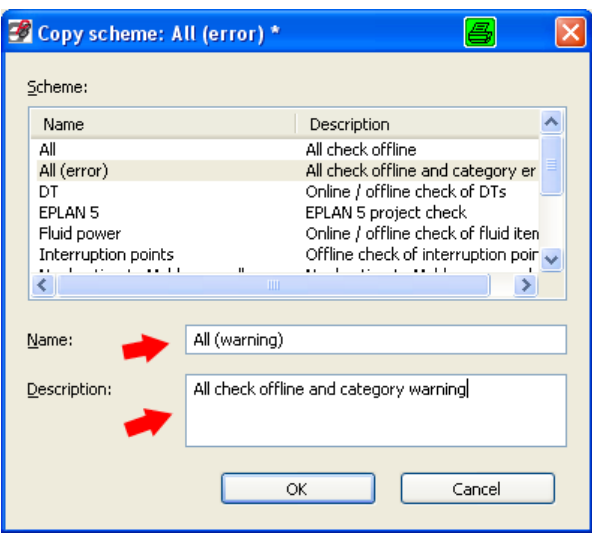 Copy scheme: All (error) *
Scheme:
Name Description
All All check offline
All (error) All check offline and category er
DT Online / offline check of DTs
EPLAN 5 EPLAN 5 project check
Fluid power Online / offline check of fluid iten
Interruption points Offline check of interruption poin
Name: All (warning)
Description: All check offline and category warning
OK Cancel